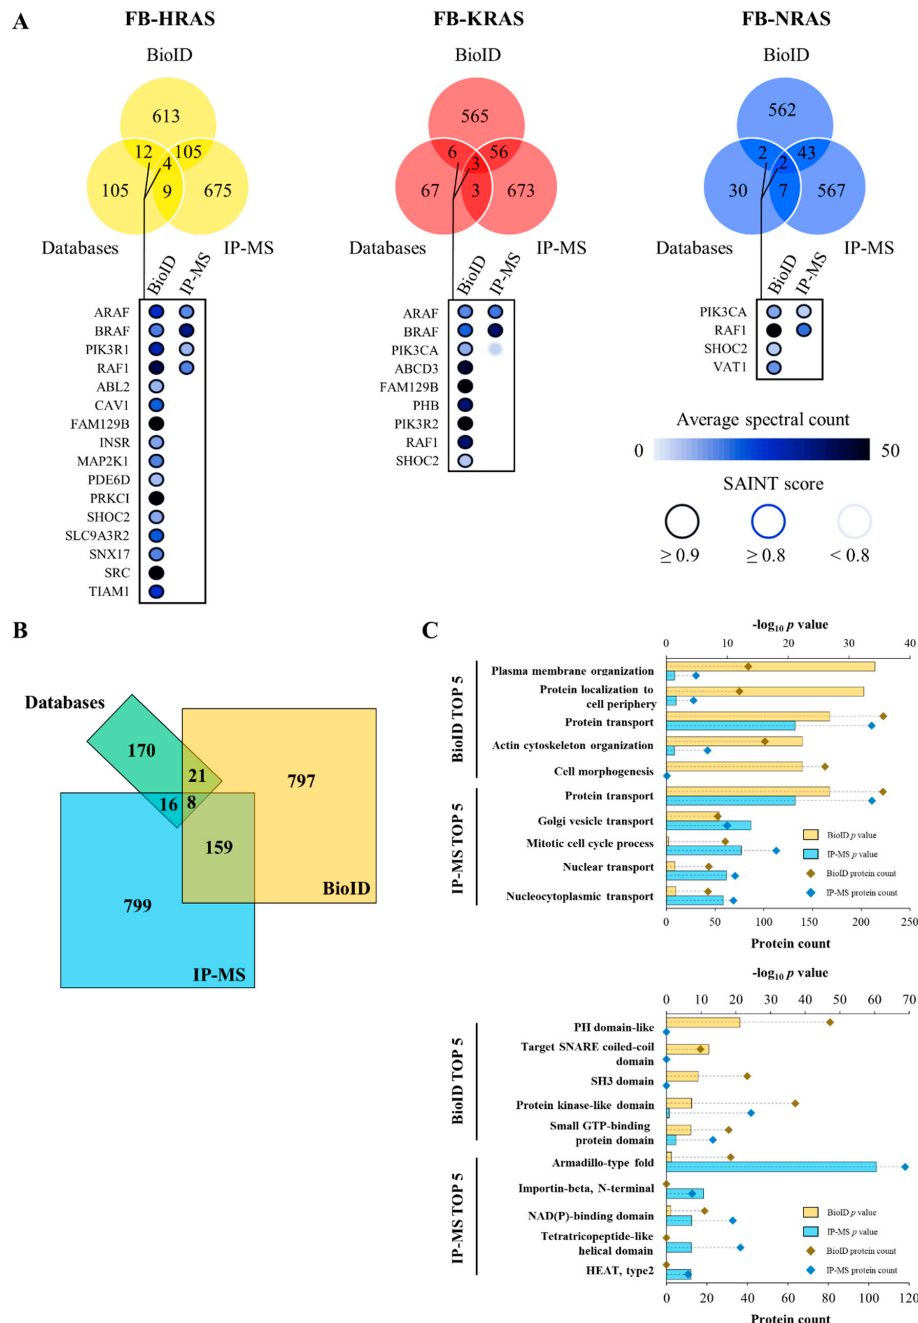 A
FB-HRAS
BioID
613
12
105
4
105
9
675
Databases
IP-MS
BioID
IP-MS
ARAF
BRAF
PIK3R1
RAF1
ABL2
CAV1
FAM129B
INSR
MAP2K1
PDE6D
PRKCI
SHOC2
SLC9A3R2
SNX17
SRC
TIAM1
FB-KRAS
BioID
565
6
56
3
67
3
673
Databases
IP-MS
BioID
IP-MS
ARAF
BRAF
PIK3CA
ABCD3
FAM129B
PHB
PIK3R2
RAF1
SHOC2
FB-NRAS
BioID
562
2
43
2
30
7
567
Databases
IP-MS
BioID
IP-MS
PIK3CA
RAF1
SHOC2
VAT1
Average spectral count
0
50
SAINT score
≥ 0.9
≥ 0.8
< 0.8
B
Databases
170
21
797
16
8
159
BioID
799
IP-MS
C
-log10 p value
0 10 20 30 40
BioID TOP 5
Plasma membrane organization
Protein localization to
cell periphery
Protein transport
Actin cytoskeleton organization
Cell morphogenesis
IP-MS TOP 5
Protein transport
Golgi vesicle transport
Mitotic cell cycle process
Nuclear transport
Nucleocytoplasmic transport
BioID p value
IP-MS p value
BioID protein count
IP-MS protein count
0 50 100 150 200 250
Protein count
-log10 p value
0 10 20 30 40 50 60 70
BioID TOP 5
PH domain-like
Target SNARE coiled-coil
domain
SH3 domain
Protein kinase-like domain
Small GTP-binding
protein domain
IP-MS TOP 5
Armadillo-type fold
Importin-beta, N-terminal
NAD(P)-binding domain
Tetratricopeptide-like
helical domain
HEAT, type2
BioID p value
IP-MS p value
BioID protein count
IP-MS protein count
0 20 40 60 80 100 120
Protein count